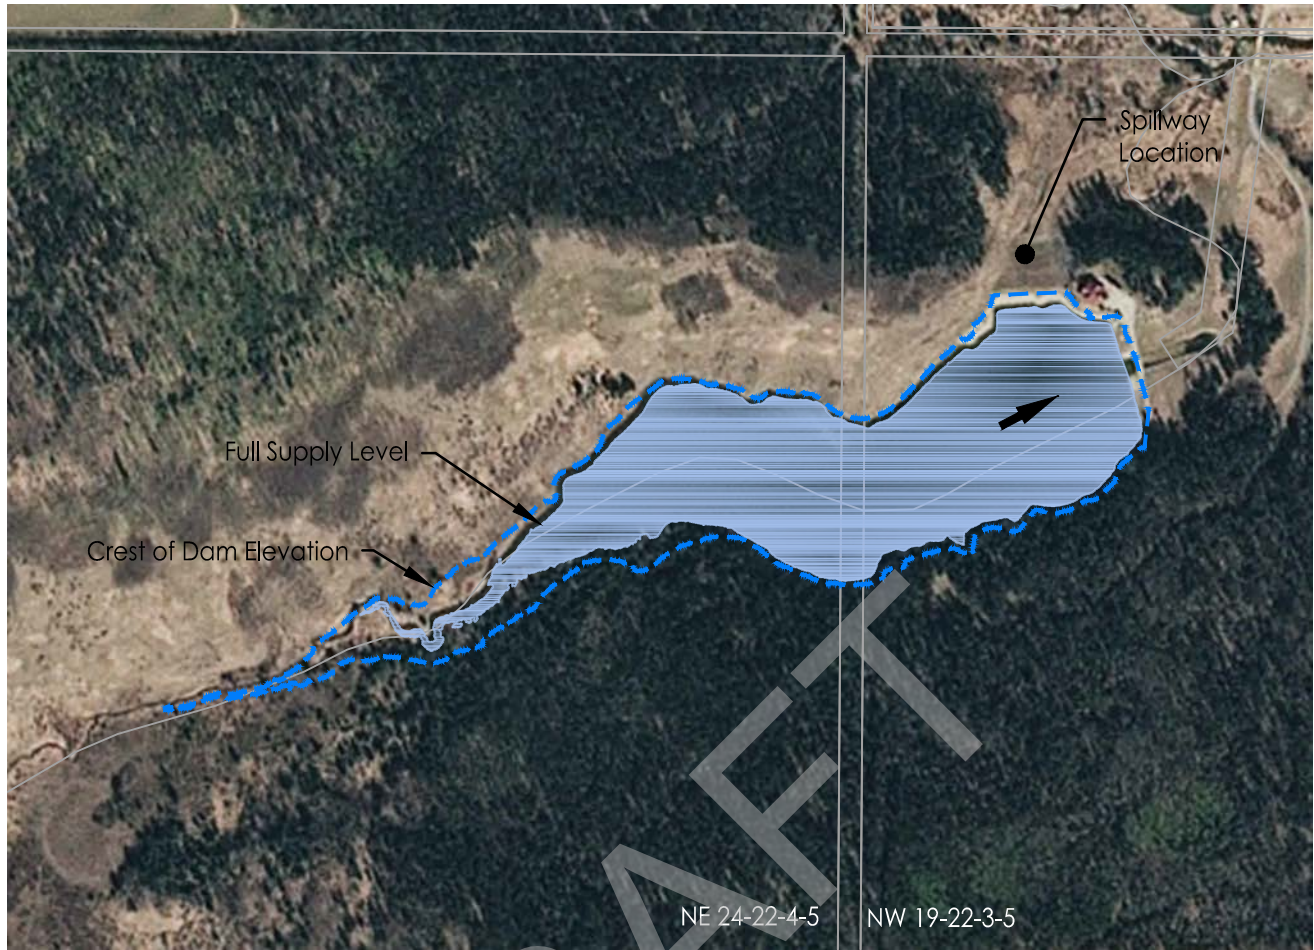 Spillway
Location
Full Supply Level
Crest of Dam Elevation
AFT
NE 24-22-4-5
NW 19-22-3-5